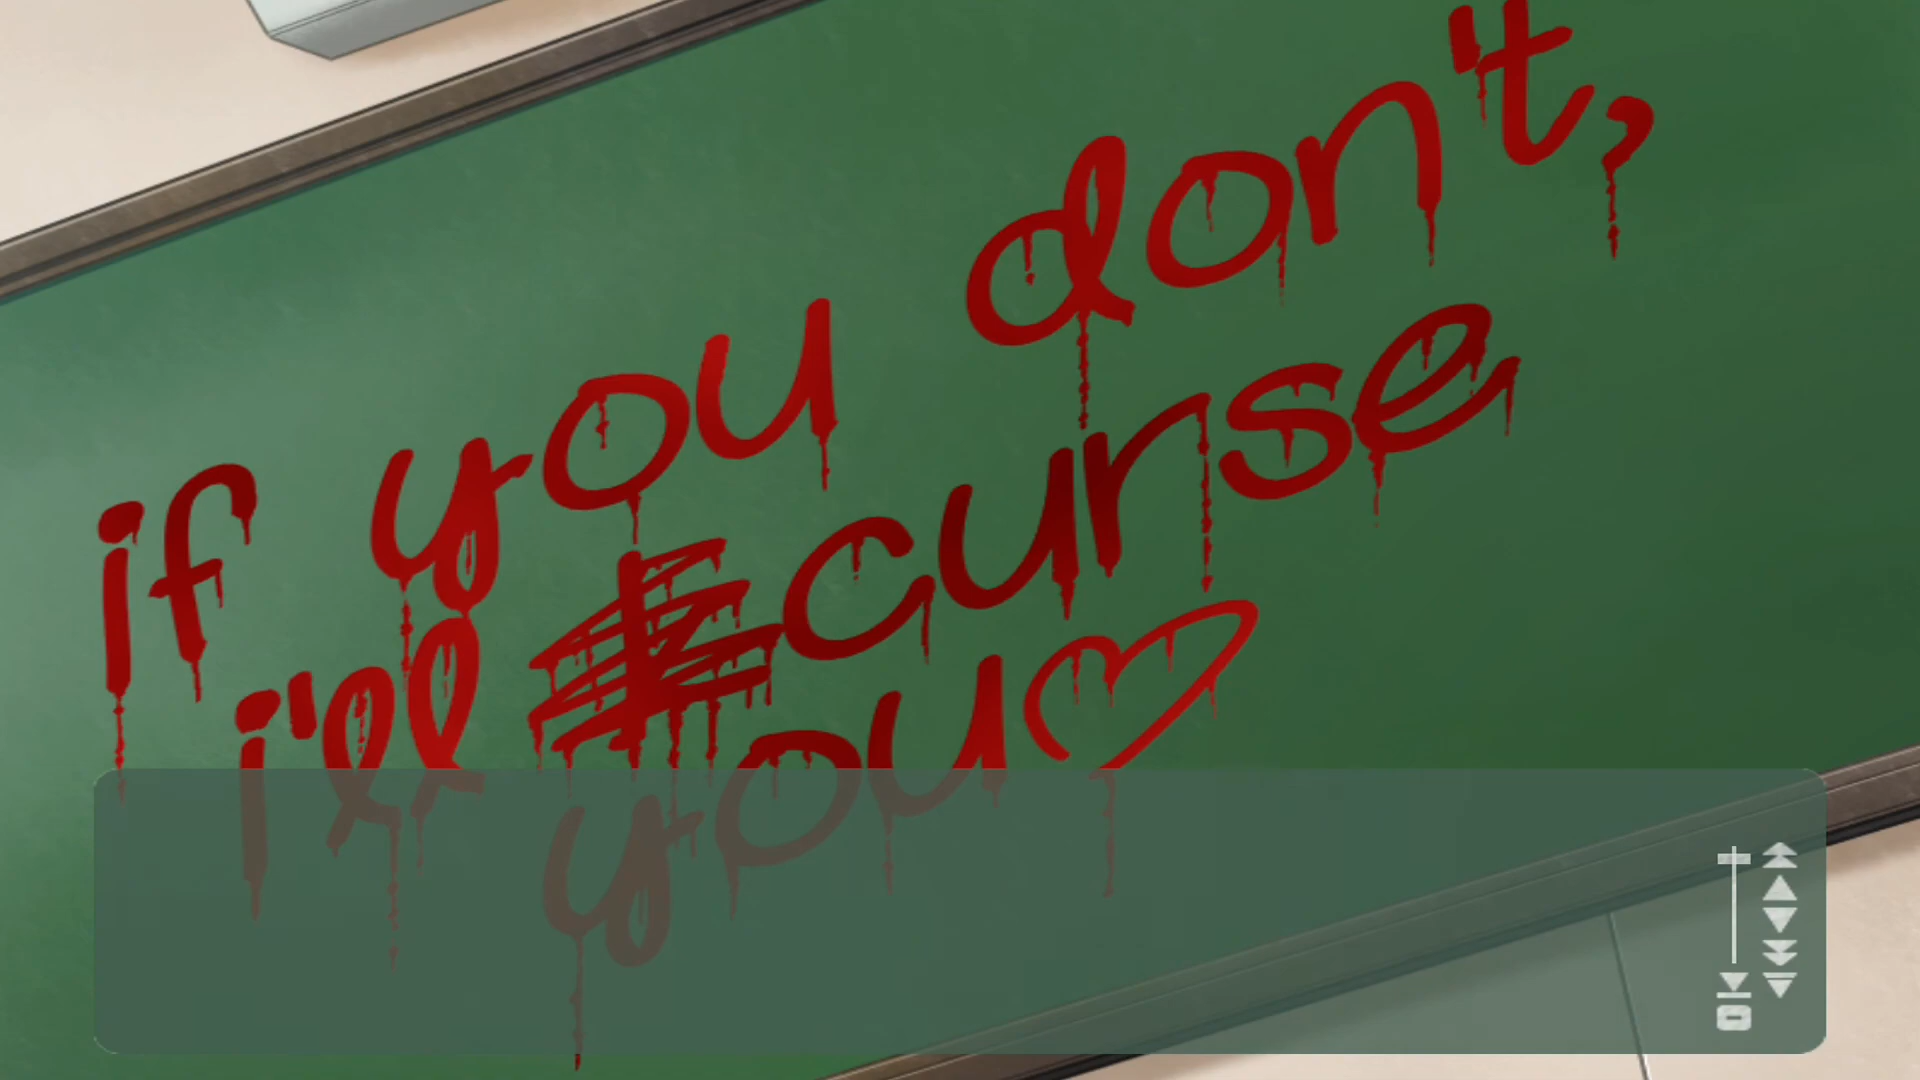 if you don't,
i'll curse
you♡